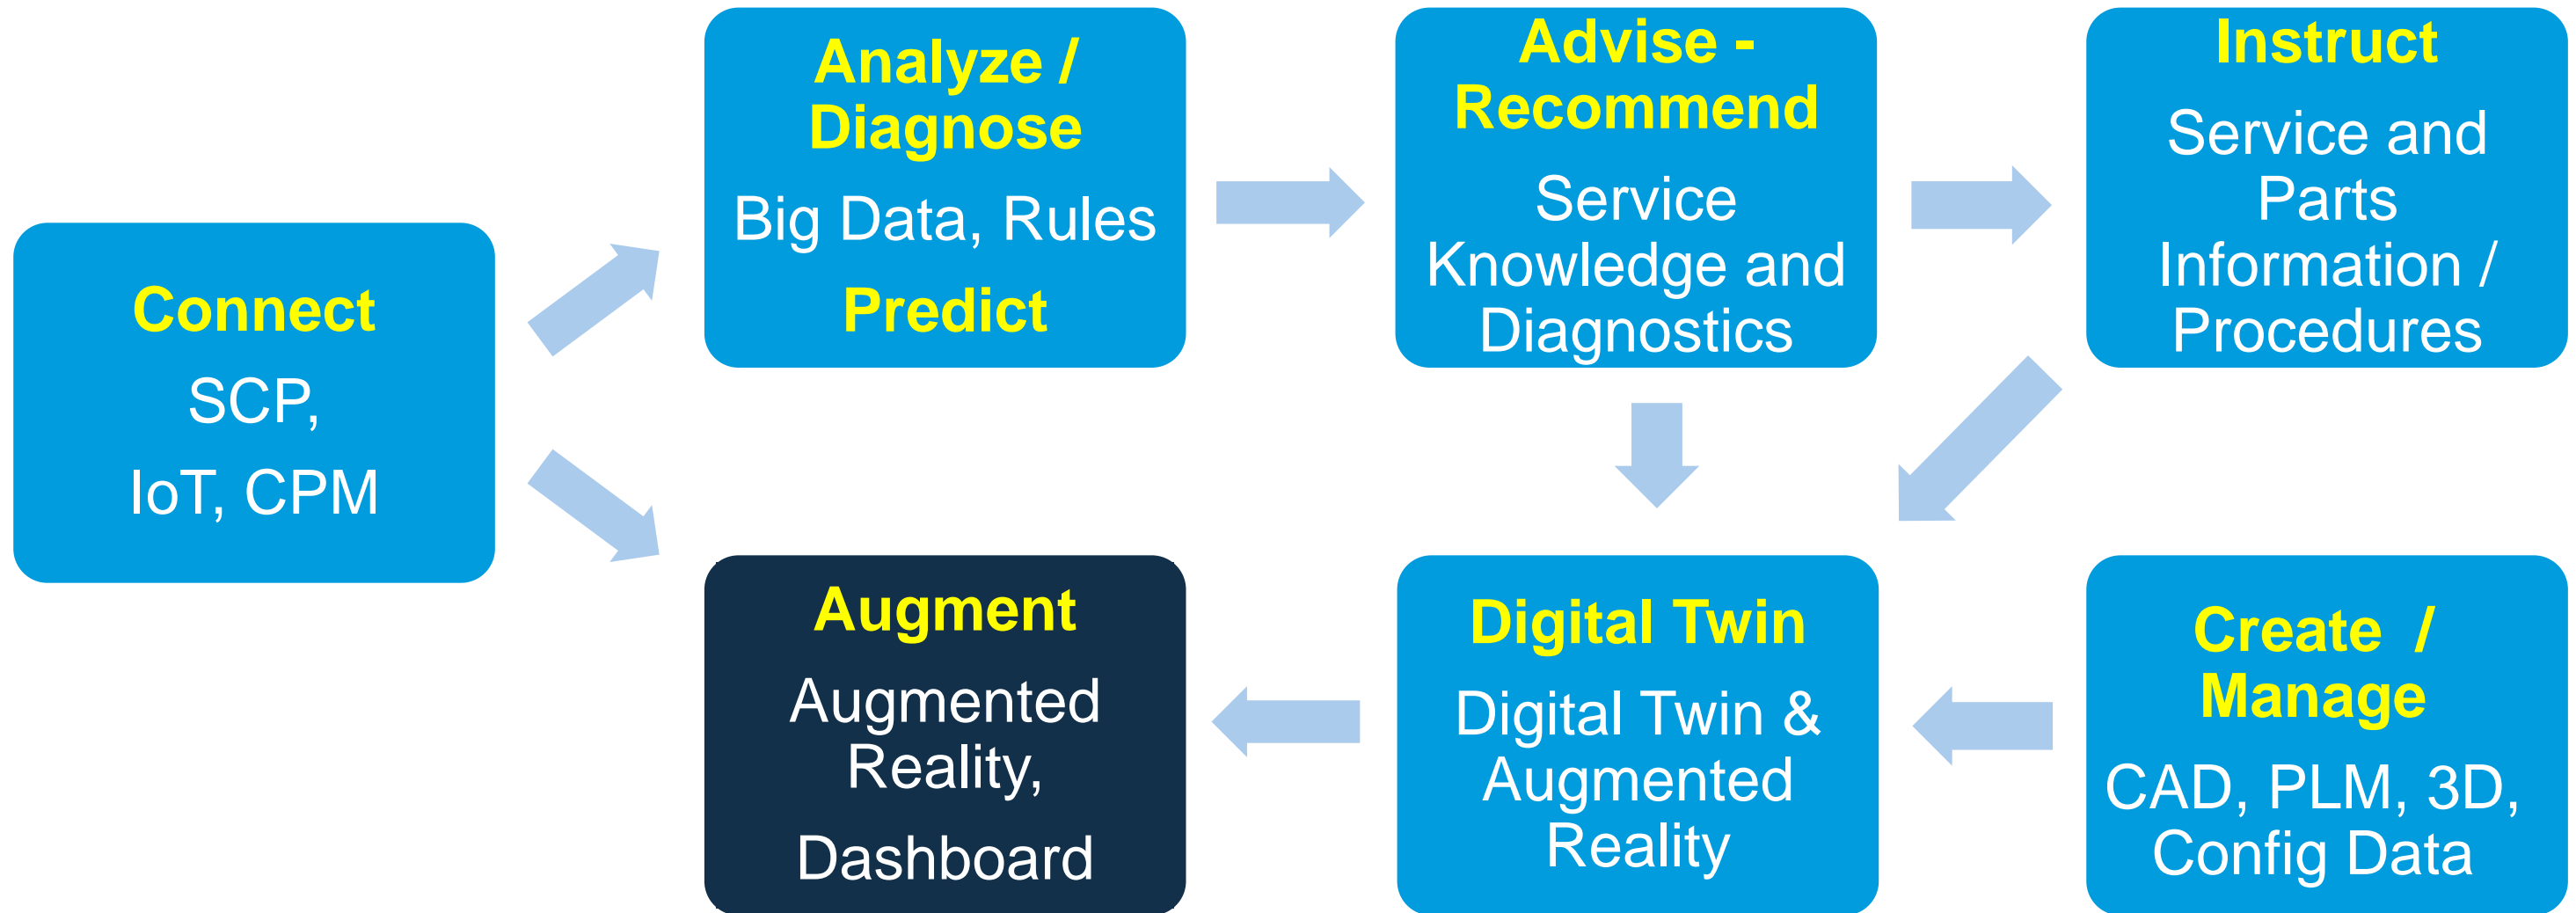 Connect
SCP,
IoT, CPM
Analyze /
Diagnose
Big Data, Rules
Predict
Advise -
Recommend
Service
Knowledge and
Diagnostics
Instruct
Service and
Parts
Information /
Procedures
Augment
Augmented
Reality,
Dashboard
Digital Twin
Digital Twin &
Augmented
Reality
Create /
Manage
CAD, PLM, 3D,
Config Data